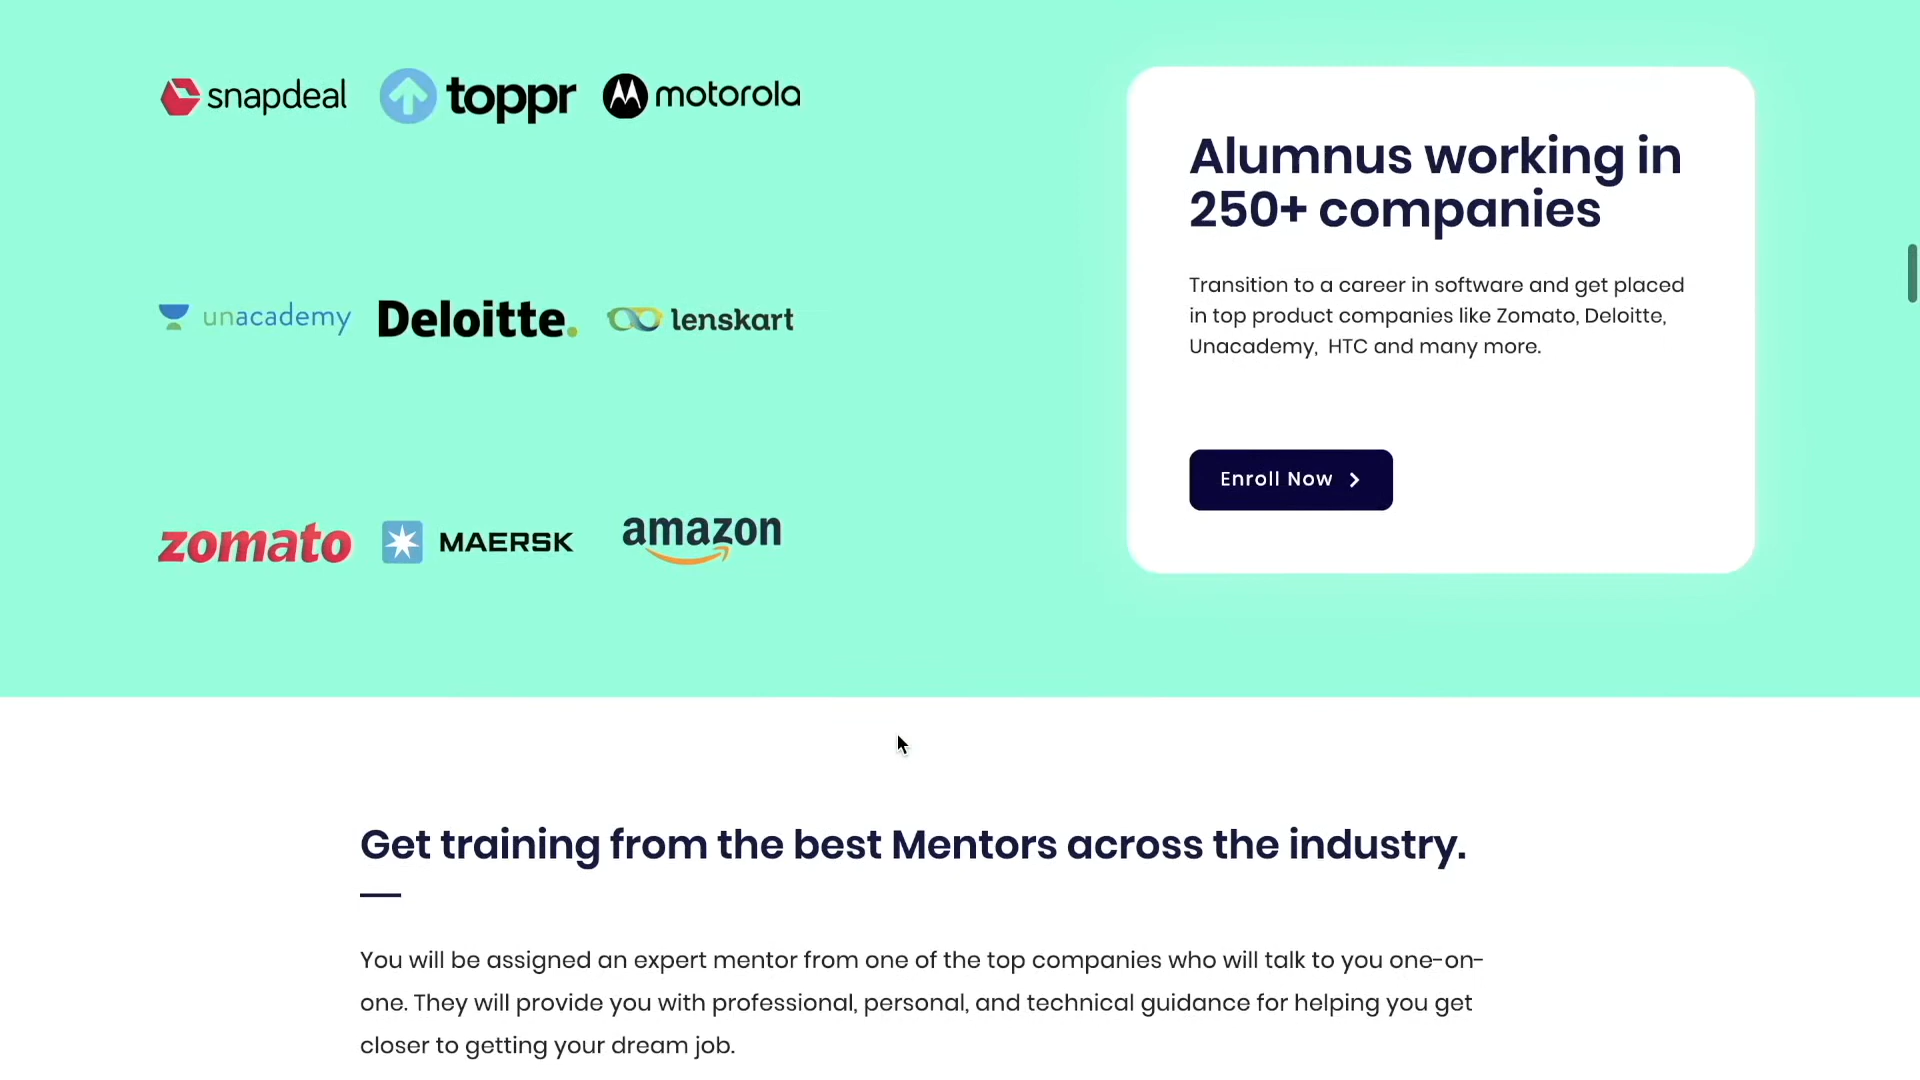 snapdeal toppr motorola
Alumnus working in
250+ companies
Transition to a career in software and get placed
in top product companies like Zomato, Deloitte,
Unacademy, HTC and many more.
unacademy Deloitte. lenskart
Enroll Now
zomato MAERSK amazon
Get training from the best Mentors across the industry.
You will be assigned an expert mentor from one of the top companies who will talk to you one-on-
one. They will provide you with professional, personal, and technical guidance for helping you get
closer to getting your dream job.